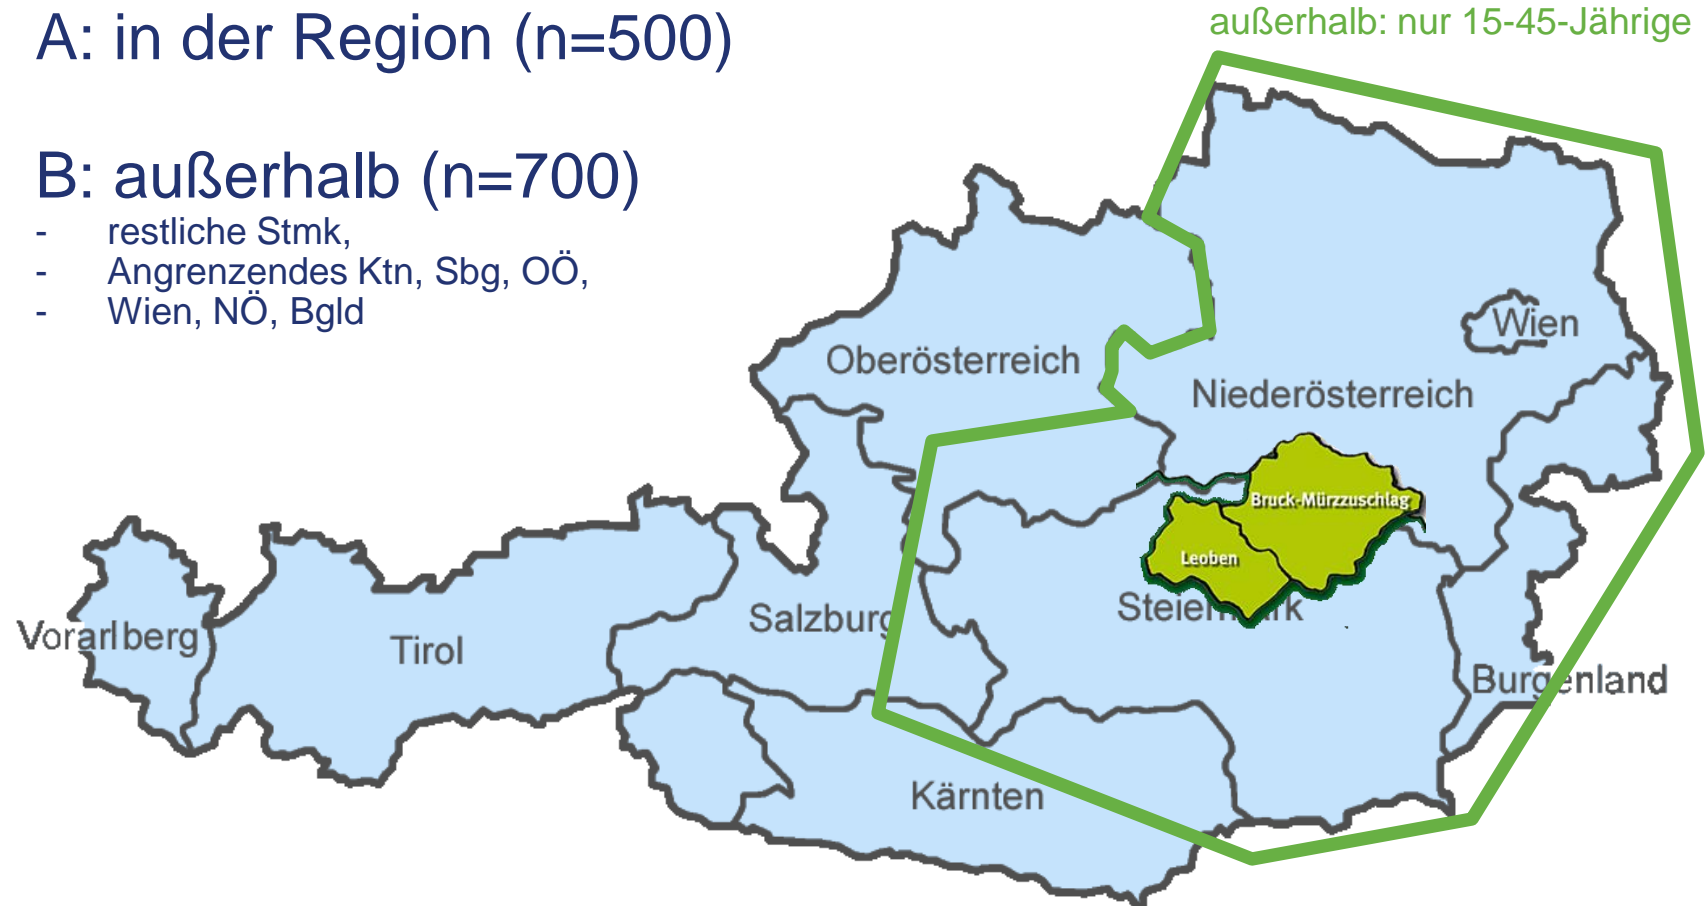 A: in der Region (n=500)
außerhalb: nur 15-45-Jährige
B: außerhalb (n=700)
- restliche Stmk,
- Angrenzendes Ktn, Sbg, OÖ,
- Wien, NÖ, Bgld
Wien
Oberösterreich
Niederösterreich
Bruck-Mürzzuschlag
Leoben
Steiermark
Salzburg
Vorarlberg
Tirol
Burgenland
Kärnten